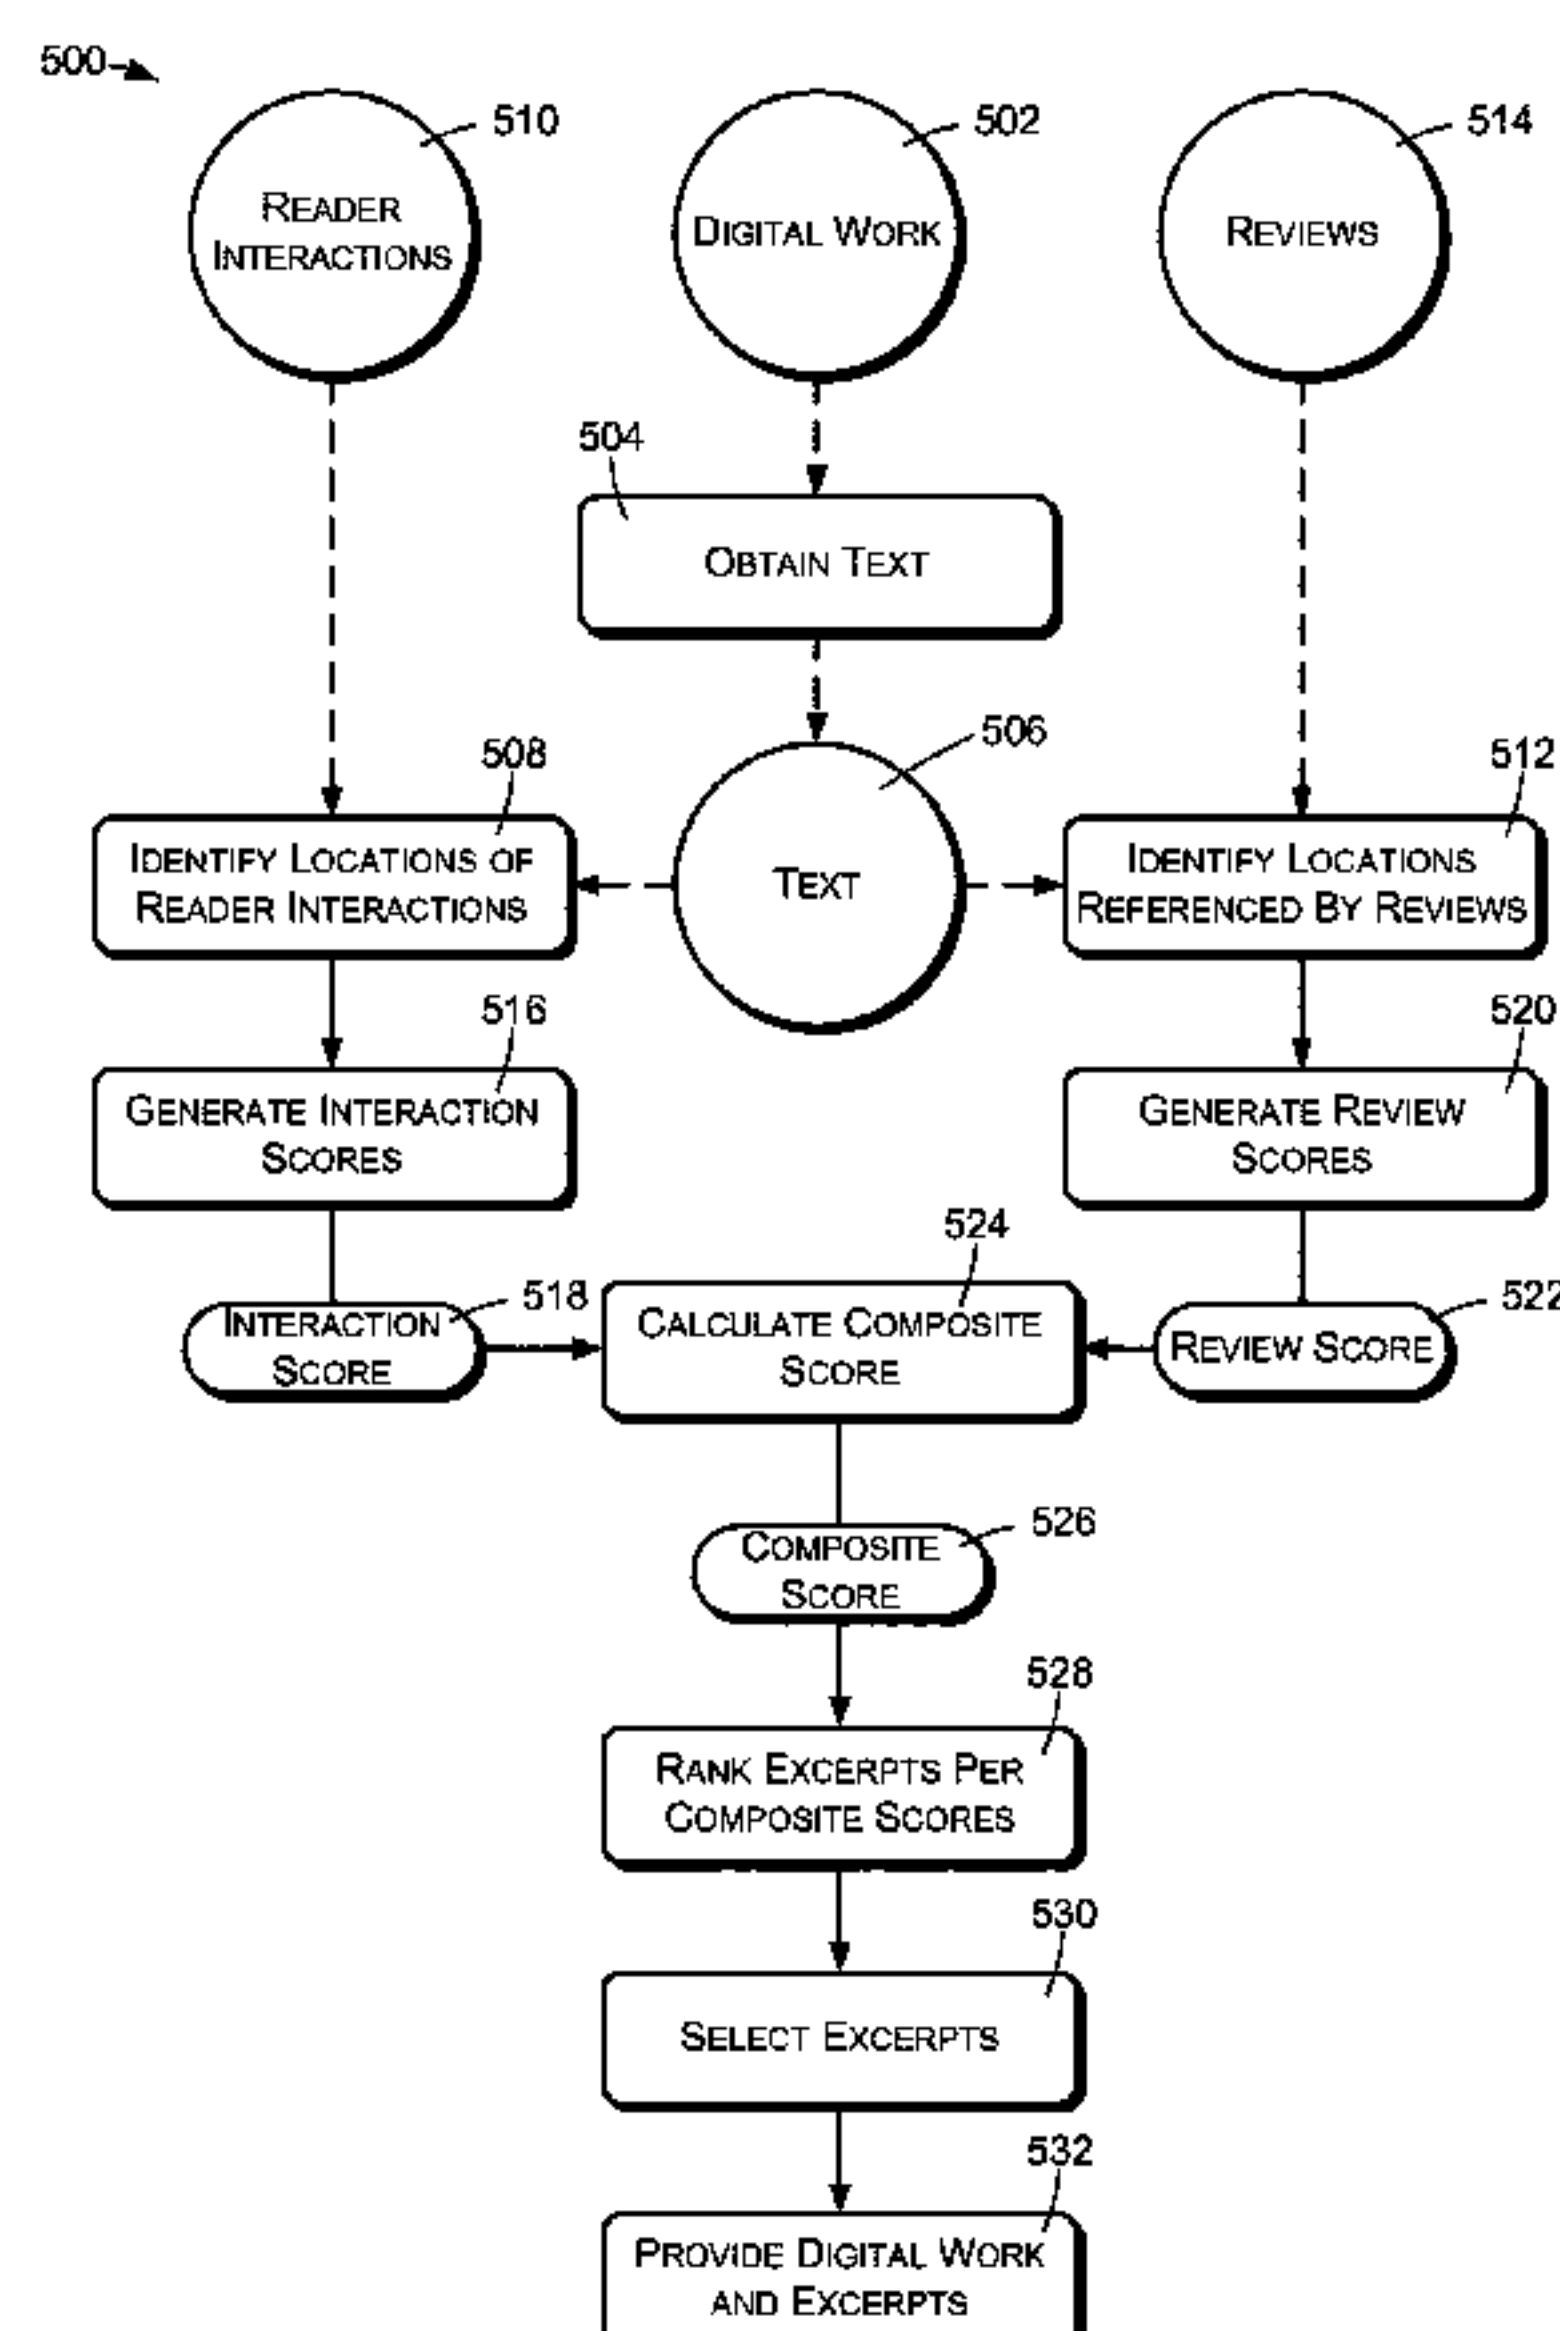 500
510
502
514
READER
INTERACTIONS
DIGITAL WORK
REVIEWS
504
OBTAIN TEXT
506
508
512
IDENTIFY LOCATIONS OF
READER INTERACTIONS
TEXT
IDENTIFY LOCATIONS
REFERENCED BY REVIEWS
516
520
GENERATE INTERACTION
SCORES
GENERATE REVIEW
SCORES
524
518
522
INTERACTION
SCORE
CALCULATE COMPOSITE
SCORE
REVIEW SCORE
526
COMPOSITE
SCORE
528
RANK EXCERPTS PER
COMPOSITE SCORES
530
SELECT EXCERPTS
532
PROVIDE DIGITAL WORK
AND EXCERPTS